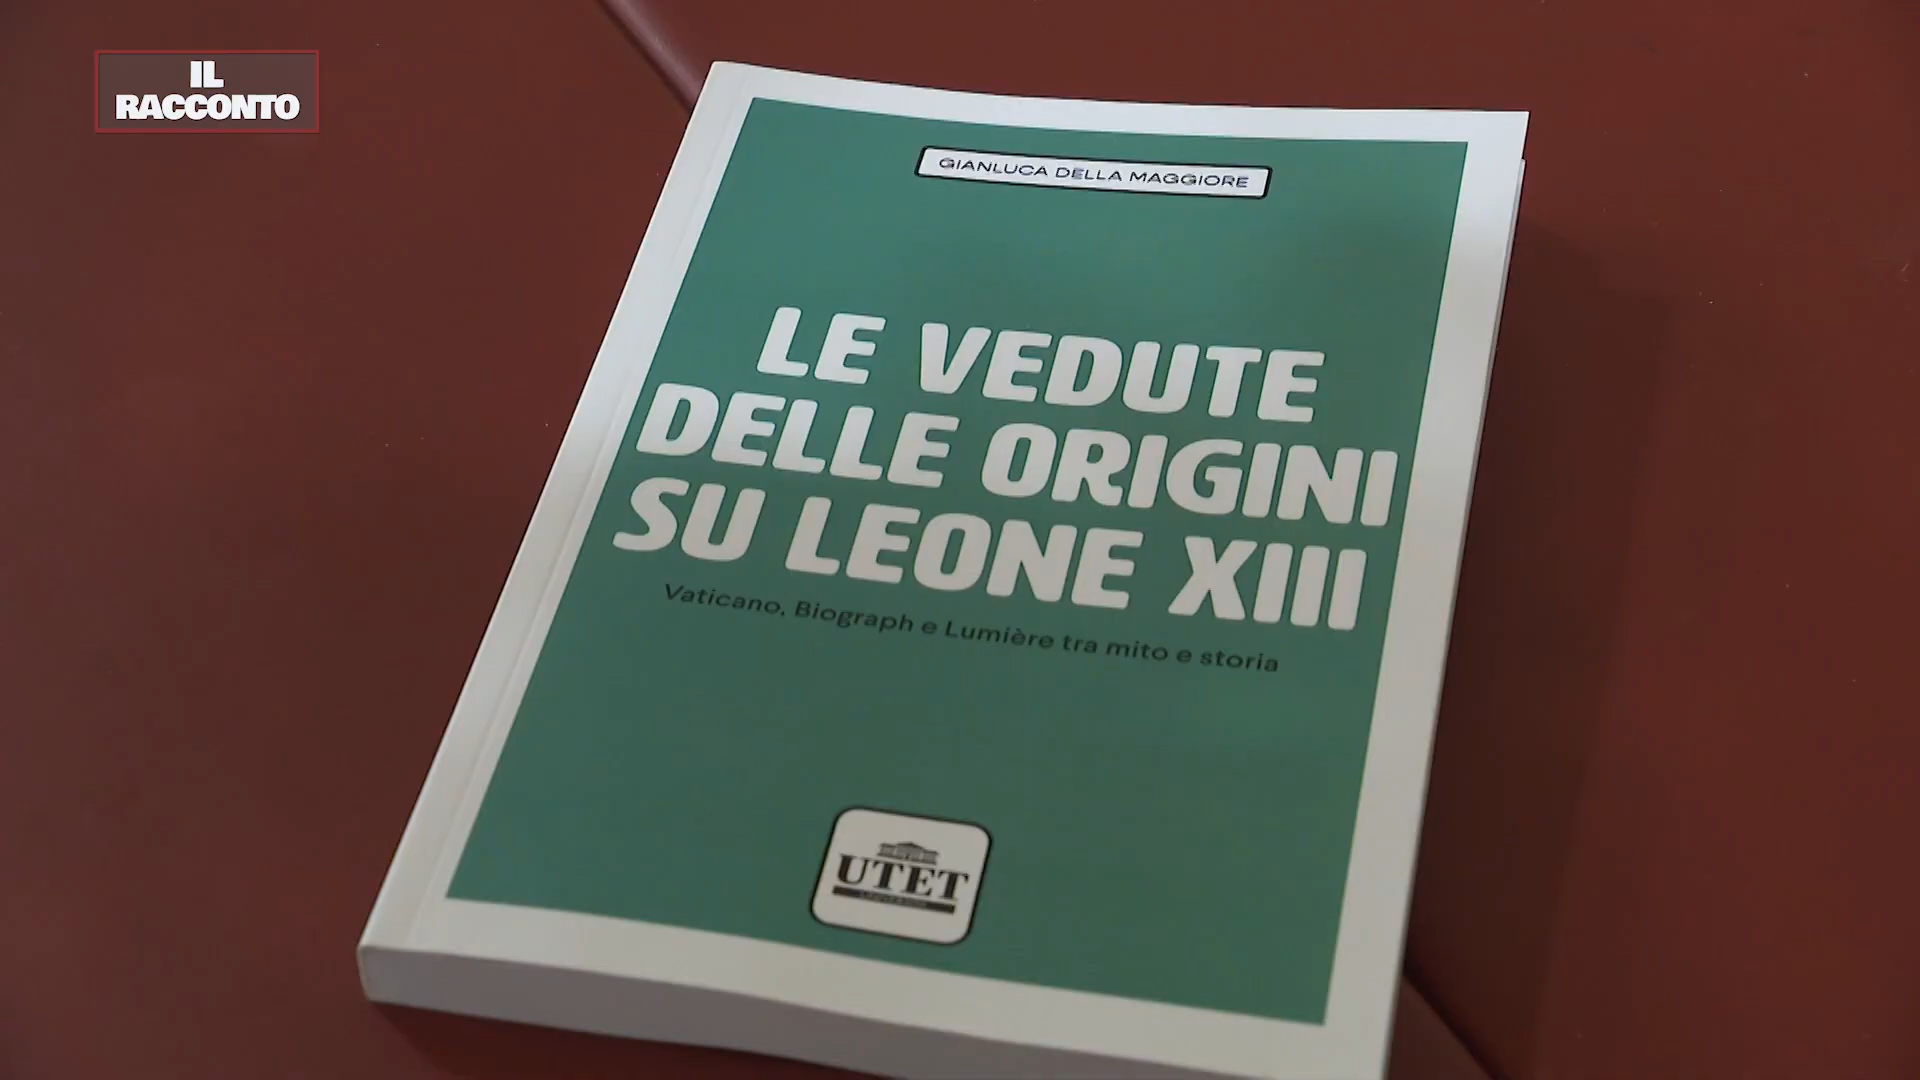 IL
RACCONTO
GIANLUCA DELLA MAGGIORE
LE VEDUTE
DELLE ORIGINI
SU LEONE XIII
Vaticano, Biograph e Lumière tra mito e storia
UTET